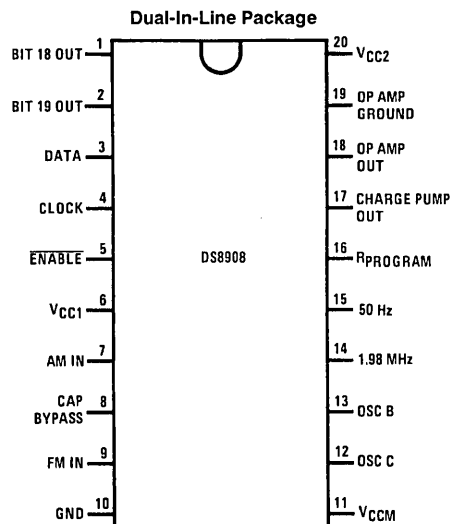 Dual-In-Line Package
BIT 18 OUT 1
BIT 19 OUT 2
DATA 3
CLOCK 4
ENABLE 5
VCC1 6
AM IN 7
CAP
BYPASS 8
FM IN 9
GND 10
DS8908
20 VCC2
19 OP AMP
GROUND
18 OP AMP
OUT
17 CHARGE PUMP
OUT
16 RPROGRAM
15 50 Hz
14 1.98 MHz
13 OSC B
12 OSC C
11 VCCM